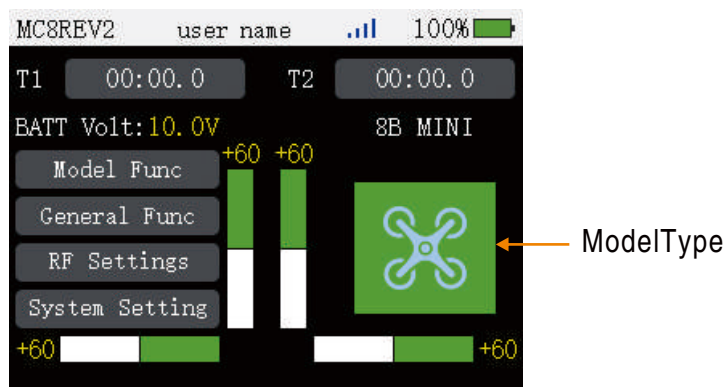 MC8REV2 user name 100%
T1 00:00.0 T2 00:00.0
BATT Volt:10.0V 8B MINI
+60 +60
Model Func
General Func
ModelType
RF Settings
System Setting
+60 +60